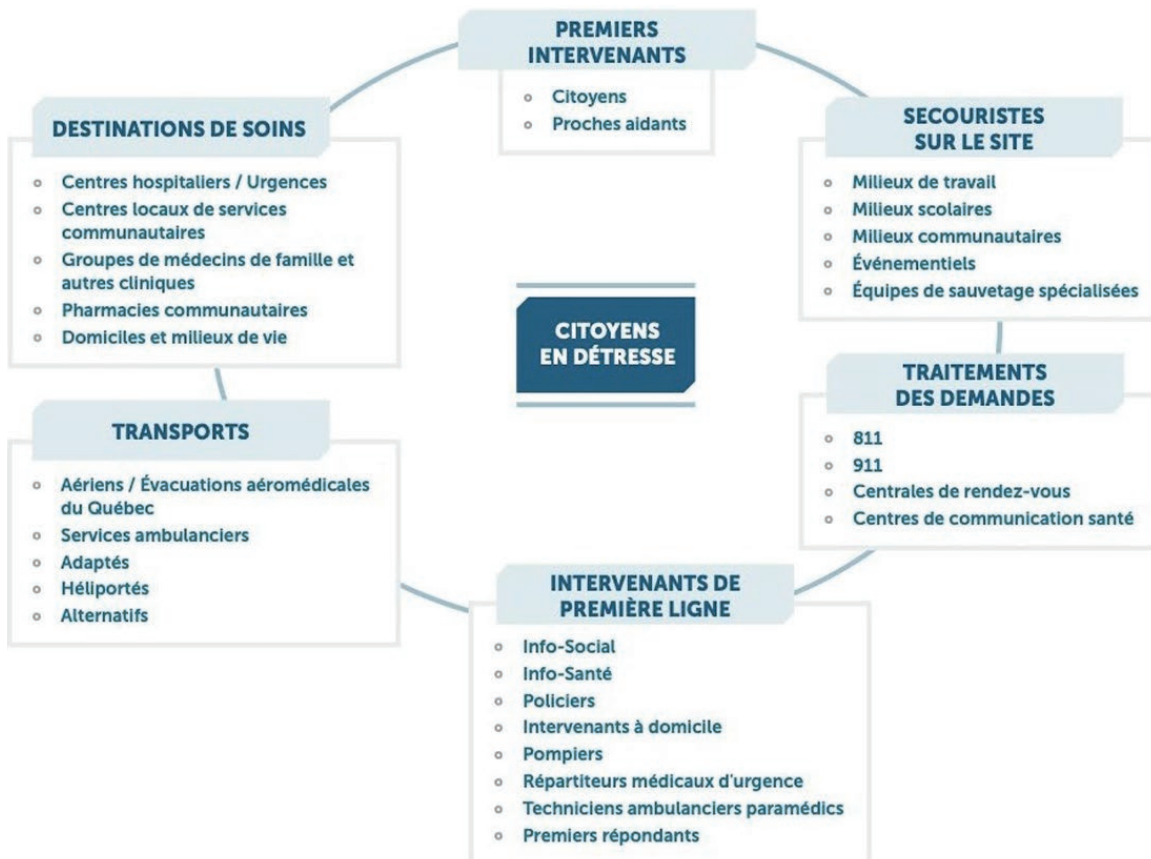 PREMIERS
INTERVENANTS
Citoyens
Proches aidants
SECOURISTES
SUR LE SITE
Milieux de travail
Milieux scolaires
Milieux communautaires
Événementiels
Équipes de sauvetage spécialisées
TRAITEMENTS
DES DEMANDES
811
911
Centrales de rendez-vous
Centres de communication santé
INTERVENANTS DE
PREMIÈRE LIGNE
Info-Social
Info-Santé
Policiers
Intervenants à domicile
Pompiers
Répartiteurs médicaux d'urgence
Techniciens ambulanciers paramédics
Premiers répondants
TRANSPORTS
Aériens / Évacuations aéromédicales
du Québec
Services ambulanciers
Adaptés
Héliportés
Alternatifs
DESTINATIONS DE SOINS
Centres hospitaliers / Urgences
Centres locaux de services
communautaires
Groupes de médecins de famille et
autres cliniques
Pharmacies communautaires
Domiciles et milieux de vie
CITOYENS
EN DÉTRESSE